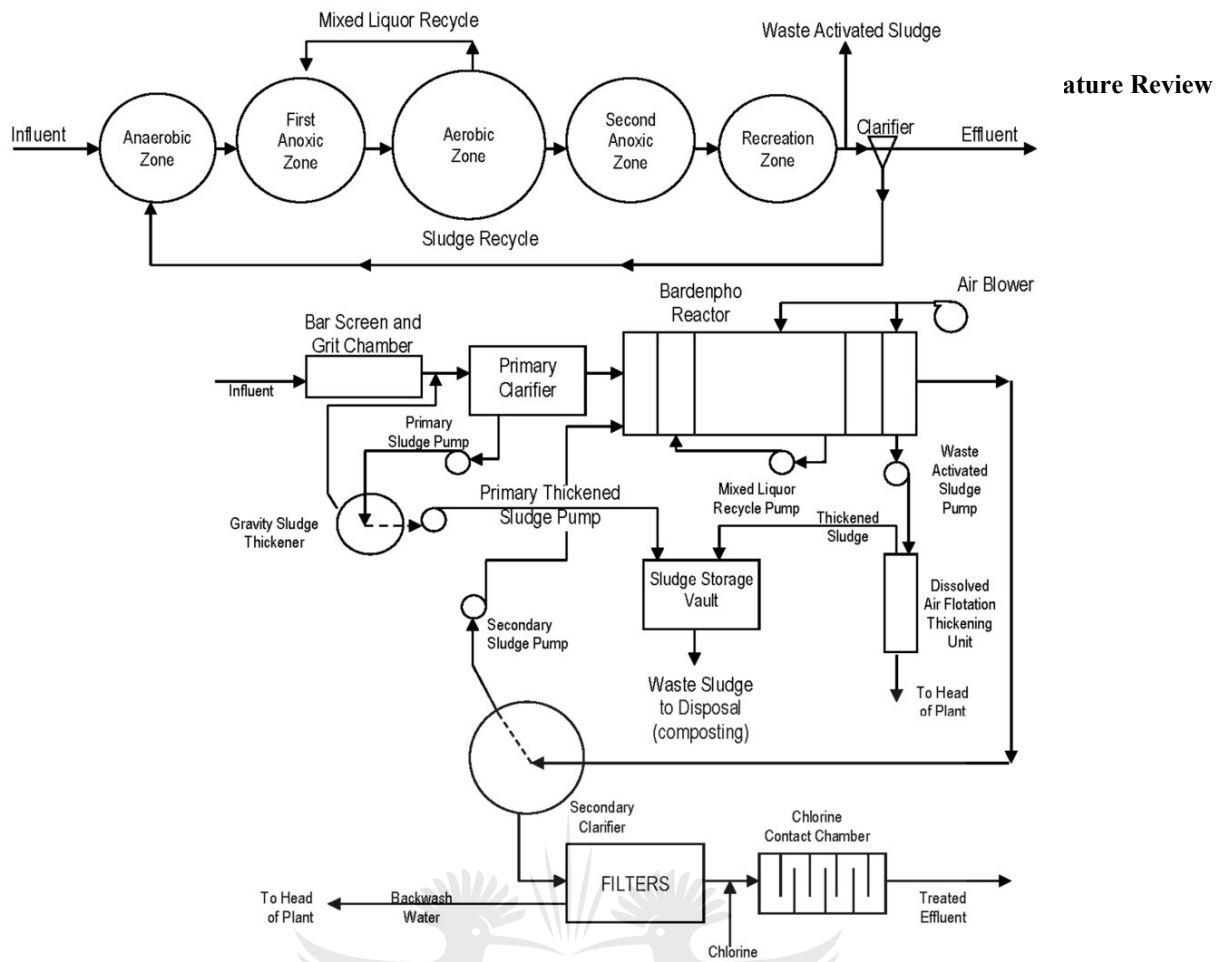 Mixed Liquor Recycle
Waste Activated Sludge
ature Review
Influent
Anaerobic
Zone
First
Anoxic
Zone
Aerobic
Zone
Second
Anoxic
Zone
Recreation
Zone
Clarifier
Effluent
Sludge Recycle
Bar Screen and
Grit Chamber
Bardenpho
Reactor
Air Blower
Influent
Primary
Clarifier
Primary
Sludge Pump
Gravity Sludge
Thickener
Primary Thickened
Sludge Pump
Mixed Liquor
Recycle Pump
Waste
Activated
Sludge
Pump
Thickened
Sludge
Sludge Storage
Vault
Dissolved
Air Flotation
Thickening
Unit
Secondary
Sludge Pump
Waste Sludge
to Disposal
(composting)
To Head
of Plant
Secondary
Clarifier
Chlorine
Contact Chamber
FILTERS
To Head
of Plant
Backwash
Water
Chlorine
Treated
Effluent